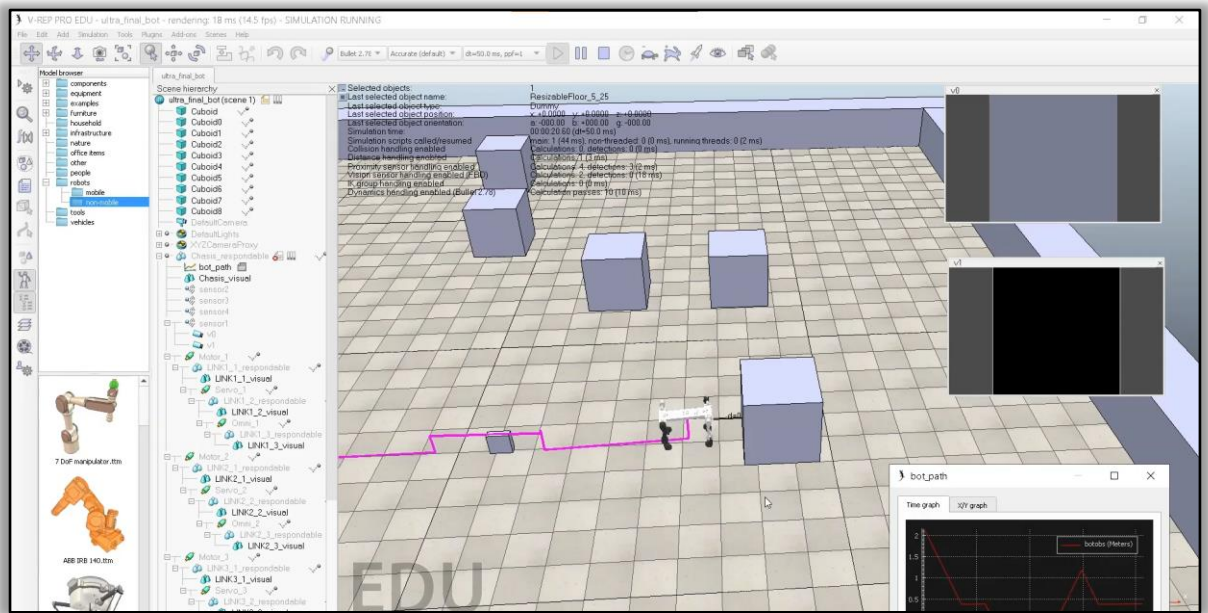 V-REP PRO EDU - ultra_final_bot - rendering: 18 ms (14.5 fps) - SIMULATION RUNNING
File Edit Add Simulation Tools Plugins Add-ons Scenes Help
Bullet 2.78 Accurate (default) dt=50.0 ms, ppf=1
Model browser
components
equipment
examples
furniture
household
infrastructure
nature
office items
other
people
robots
mobile
non-mobile
tools
vehicles
7 DoF manipulator.ttm
ABB IRB 140.ttm
ultra_final_bot
Scene hierarchy
ultra_final_bot (scene 1)
Cuboid
Cuboid0
Cuboid1
Cuboid2
Cuboid3
Cuboid4
Cuboid5
Cuboid6
Cuboid7
Cuboid8
DefaultCamera
DefaultLights
XYZCameraProxy
Chasis_respondable
bot_path
Chasis_visual
sensor2
sensor3
sensor4
sensor1
v0
v1
Motor_1
LINK1_1_respondable
LINK1_1_visual
Servo_1
LINK1_2_respondable
LINK1_2_visual
Omni_1
LINK1_3_respondable
LINK1_3_visual
Motor_2
LINK2_1_respondable
LINK2_1_visual
Servo_2
LINK2_2_respondable
LINK2_2_visual
Omni_2
LINK2_3_respondable
LINK2_3_visual
Motor_3
LINK3_1_respondable
LINK3_1_visual
Servo_3
LINK3_2_respondable
Selected objects: 1
Last selected object name: ResizableFloor_5_25
Last selected object type: Dummy
Last selected object position: x: +0.0000 y: +0.0000 z: +0.0000
Last selected object orientation: a: -000.00 b: +000.00 g: -000.00
Simulation time: 00:00:20.60 (dt=50.0 ms)
Simulation scripts called/resumed main: 1 (44 ms), non-threaded: 0 (0 ms), running threads: 0 (2 ms)
Collision handling enabled Calculations: 0, detections: 0 (0 ms)
Distance handling enabled Calculations: 1 (3 ms)
Proximity sensor handling enabled Calculations: 4, detections: 3 (2 ms)
Vision sensor handling enabled (FBO) Calculations: 2, detections: 0 (18 ms)
IK group handling enabled Calculations: 0 (0 ms)
Dynamics handling enabled (Bullet 2.78) Calculation passes: 10 (10 ms)
EDU
v0
v1
bot_path
Time graph X/Y graph
botobs (Meters)
2
1.5
1
0.5